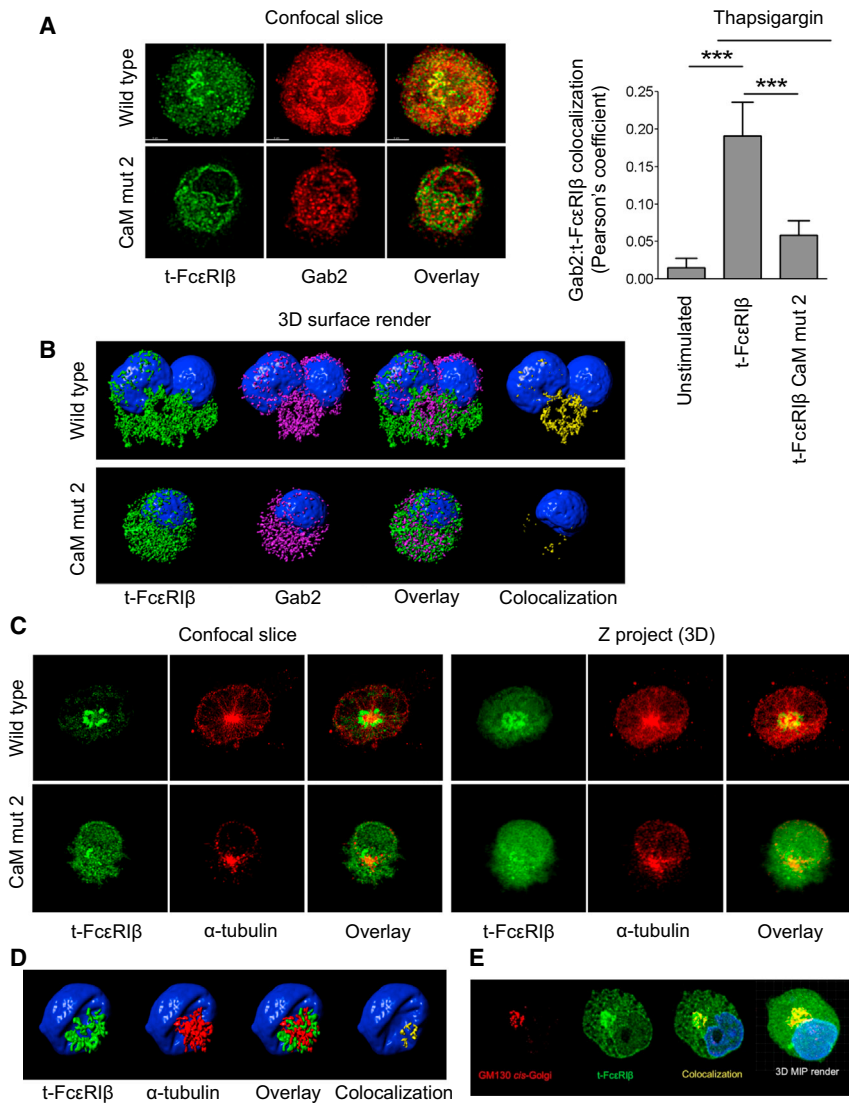 A
Confocal slice
Wild type
CaM mut 2
t-FcεRIβ
Gab2
Overlay
Thapsigargin
***
***
Gab2:t-FcεRIβ colocalization
(Pearson's coefficient)
0.25
0.20
0.15
0.10
0.05
0.00
Unstimulated
t-FcεRIβ
t-FcεRIβ CaM mut 2
3D surface render
B
Wild type
CaM mut 2
t-FcεRIβ
Gab2
Overlay
Colocalization
C
Confocal slice
Z project (3D)
Wild type
CaM mut 2
t-FcεRIβ
α-tubulin
Overlay
t-FcεRIβ
α-tubulin
Overlay
D
t-FcεRIβ
α-tubulin
Overlay
Colocalization
E
GM130 cis-Golgi
t-FcεRIβ
Colocalization
3D MIP render